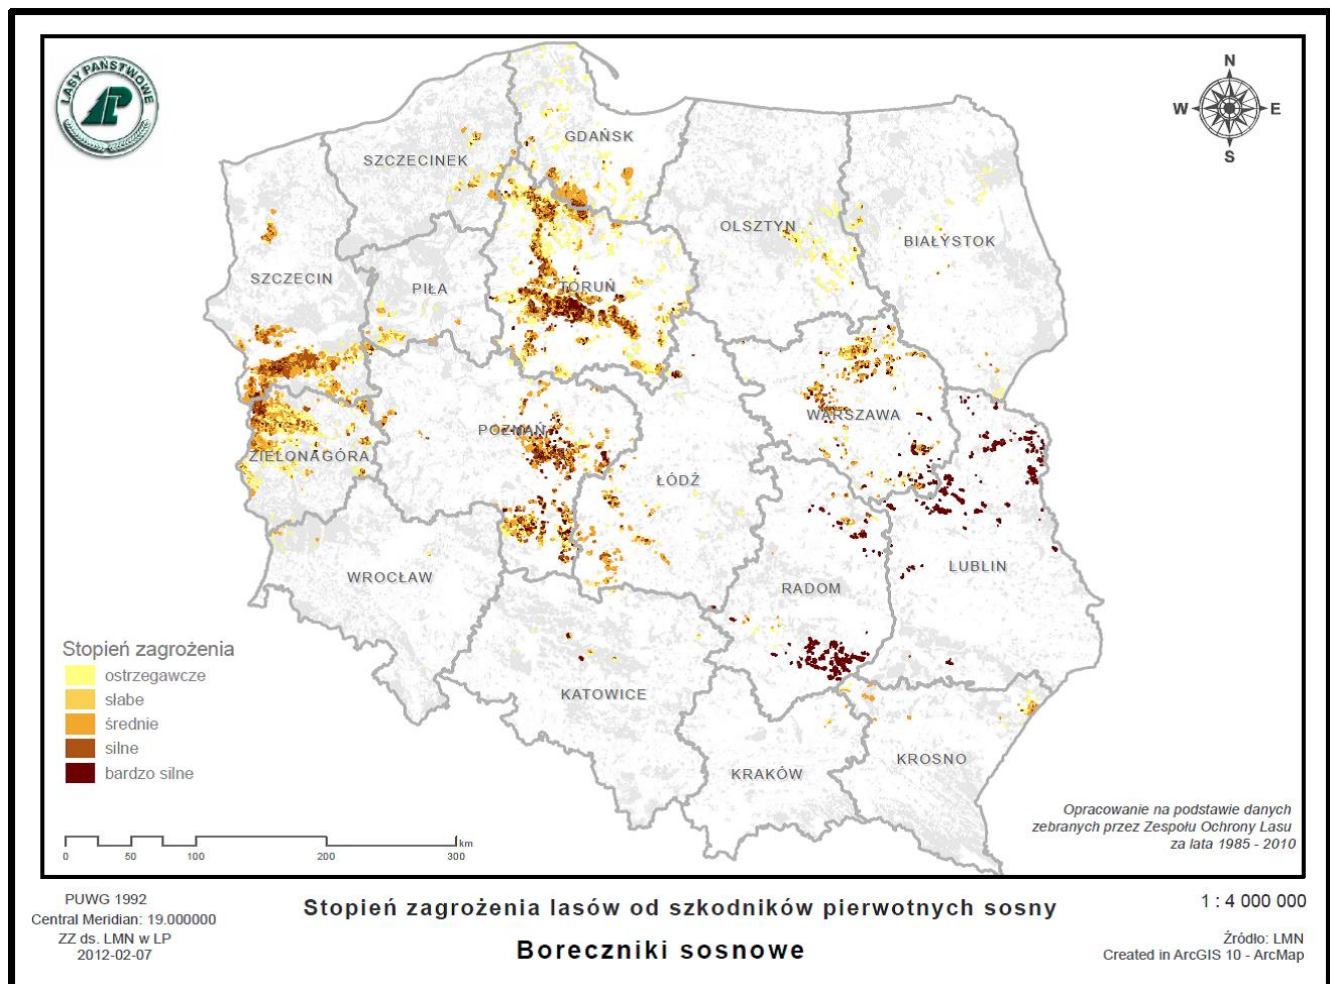 LASY PAŃSTWOWE
LP
N
W E
S
GDAŃSK
SZCZECINEK
OLSZTYN
BIAŁYSTOK
SZCZECIN
PIŁA
TORUŃ
WARSZAWA
POZNAŃ
ZIELONAGÓRA
ŁÓDŹ
WROCŁAW
RADOM
LUBLIN
KATOWICE
KRAKÓW
KROSNO
Stopień zagrożenia
ostrzegawcze
słabe
średnie
silne
bardzo silne
0 50 100 200 300 km
Opracowanie na podstawie danych
zebranych przez Zespołu Ochrony Lasu
za lata 1985 - 2010
PUWG 1992
Central Meridian: 19.000000
ZZ ds. LMN w LP
2012-02-07
Stopień zagrożenia lasów od szkodników pierwotnych sosny
Boreczniki sosnowe
1 : 4 000 000
Źródło: LMN
Created in ArcGIS 10 - ArcMap